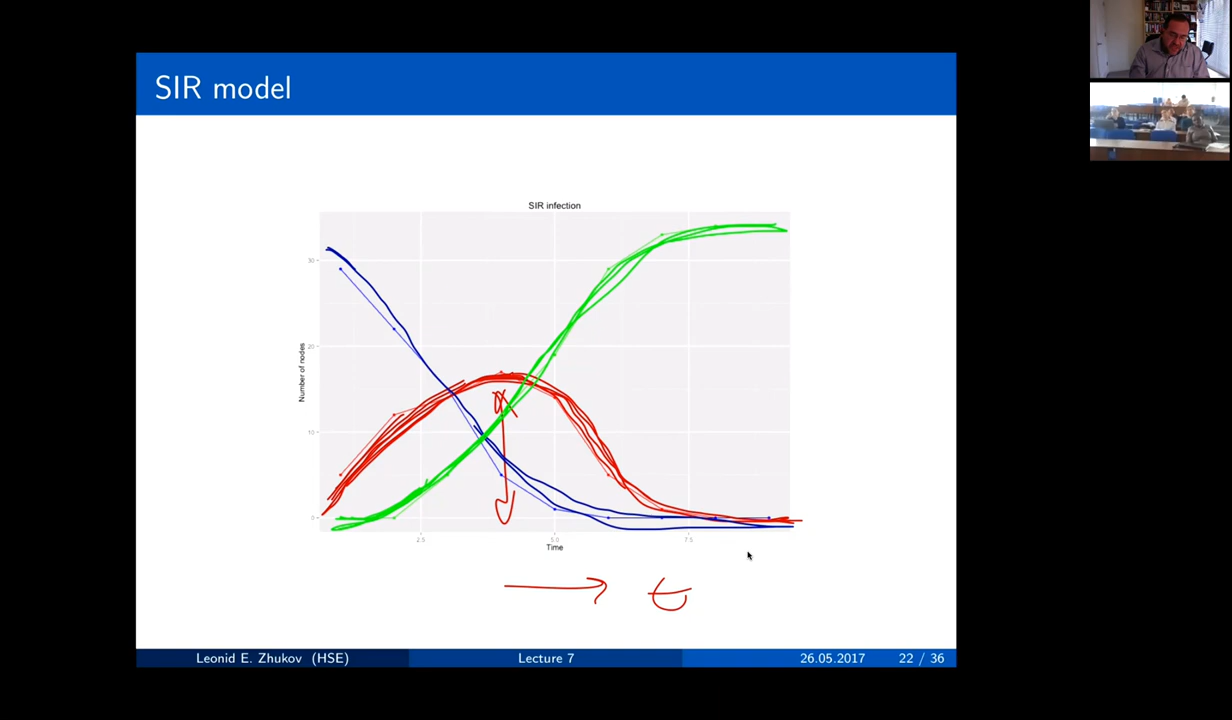 SIR model
SIR infection
30
20
10
0
Number of nodes
2.5
5.0
7.5
Time
t
Leonid E. Zhukov (HSE)
Lecture 7
26.05.2017
22 / 36